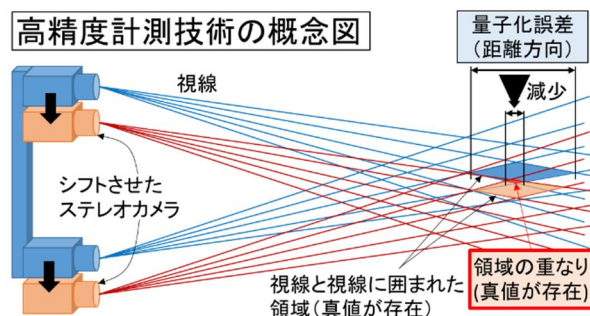 高精度計測技術の概念図
量子化誤差
(距離方向)
減少
視線
シフトさせた
ステレオカメラ
視線と視線に囲まれた
領域(真値が存在)
領域の重なり
(真値が存在)